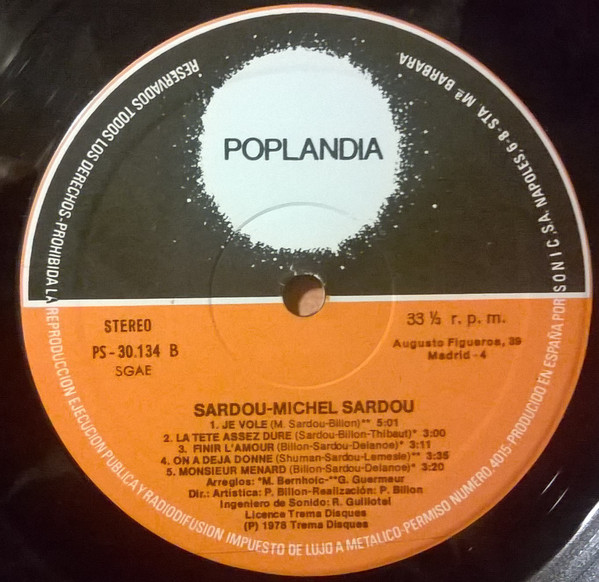 POPLANDIA
RESERVADOS TODOS LOS DERECHOS-PROHIBIDA LA REPRODUCCION EJECUCION PUBLICA Y RADIODIFUSION IMPUESTO DE LUJO A METALICO-PERMISO NUMERO 4015-PRODUCIDO EN ESPAÑA POR S O N I C, S.A. NAPOLES, 6-8-STA. Mª BARBARA.
STEREO
PS-30.134 B
SGAE
33 ⅓ r. p. m.
Augusto Figueroa, 39
Madrid-4
SARDOU-MICHEL SARDOU
1. JE VOLE (M. Sardou-Billon)** 5:01
2. LA TETE ASSEZ DURE (Sardou-Billon-Thibaut)* 3:00
3. FINIR L'AMOUR (Billon-Sardou-Delanoe)* 3:11
4. ON A DEJA DONNE (Shuman-Sardou-Lemesle)** 3:35
5. MONSIEUR MENARD (Billon-Sardou-Delanoe)* 3:20
Arreglos: *M. Bernholc-**G. Guermeur
Dir.: Artística: P. Billon-Realización: P. Billon
Ingeniero de Sonido: R. Guillotel
Licence Trema Disques
(P) 1978 Trema Disques